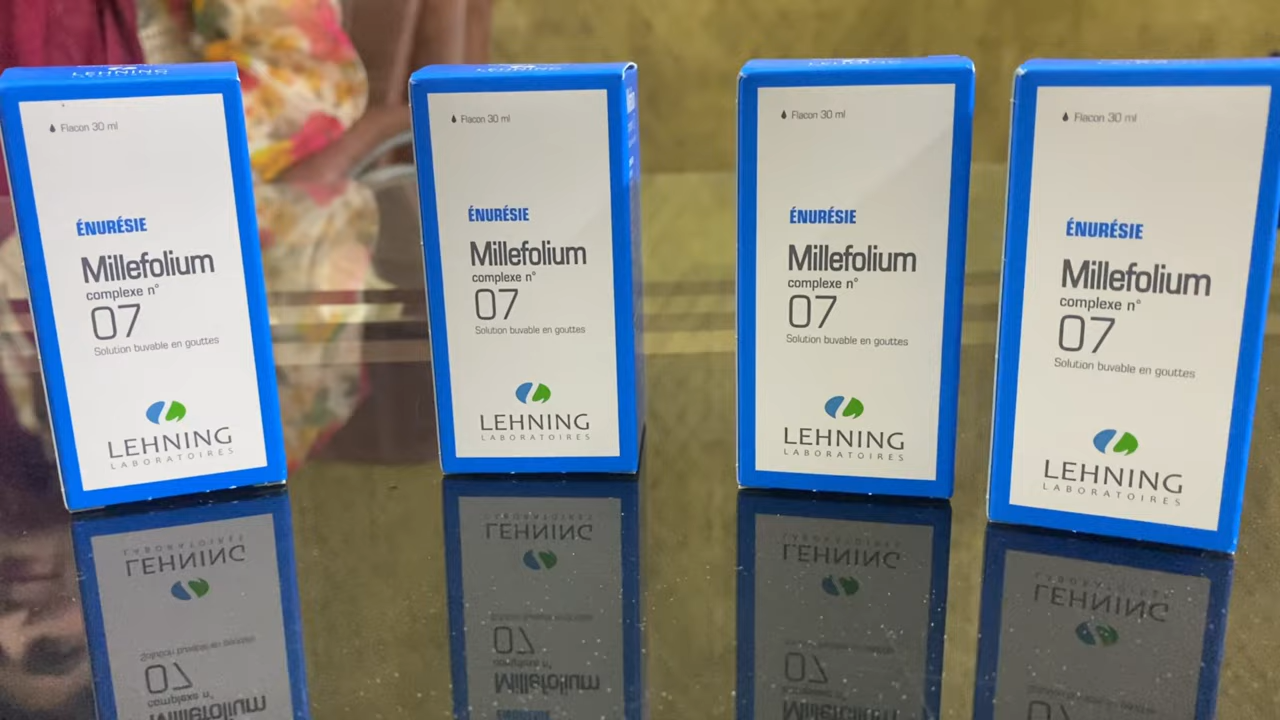 LEHNING
Flacon 30 ml
ÉNURÉSIE
Millefolium
complexe n°
07
Solution buvable en gouttes
LEHNING
LABORATOIRES
Flacon 30 ml
ÉNURÉSIE
Millefolium
complexe n°
07
Solution buvable en gouttes
LEHNING
LABORATOIRES
Flacon 30 ml
ÉNURÉSIE
Millefolium
complexe n°
07
Solution buvable en gouttes
LEHNING
LABORATOIRES
Flacon 30 ml
ÉNURÉSIE
Millefolium
complexe n°
07
Solution buvable en gouttes
LEHNING
LABORATOIRES